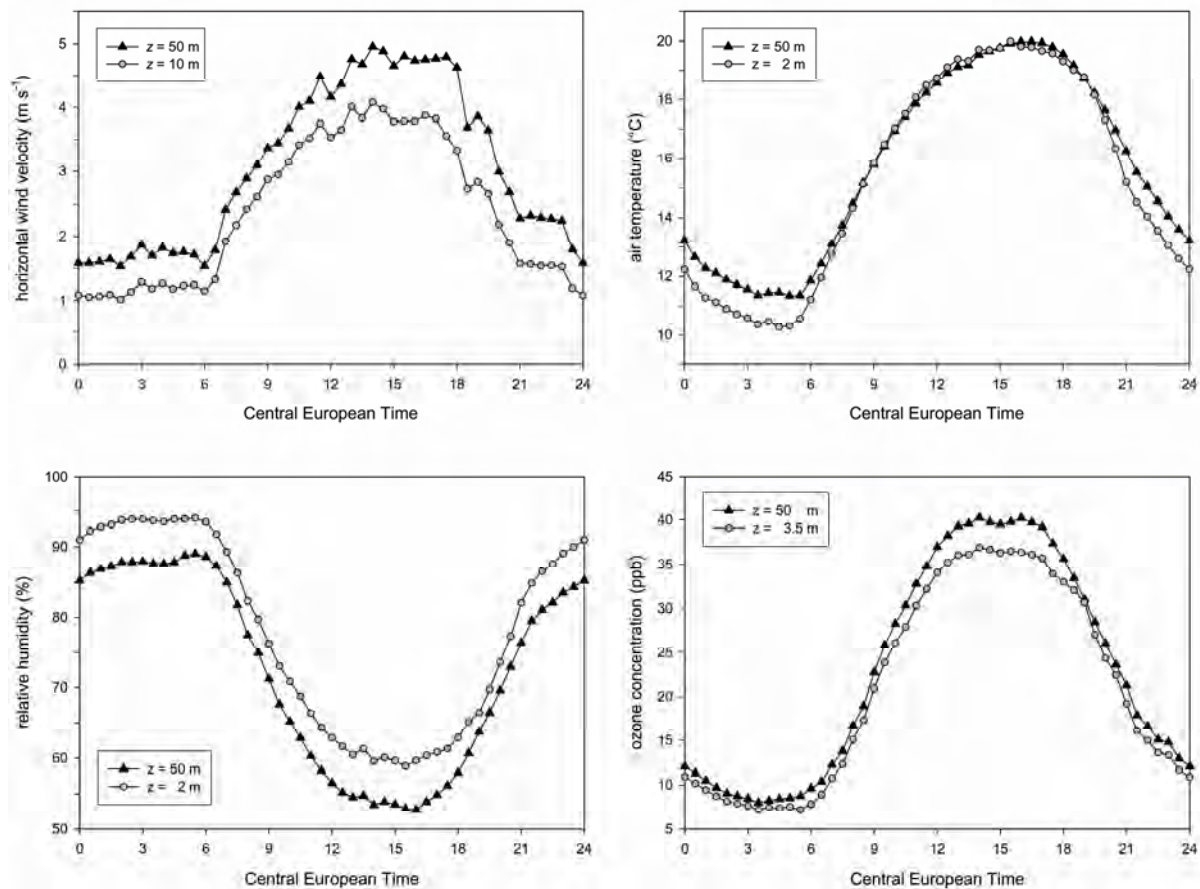 horizontal wind velocity (m s-1)
5
4
3
2
1
0
z = 50 m
z = 10 m
0 3 6 9 12 15 18 21 24
Central European Time
air temperature (°C)
20
18
16
14
12
10
z = 50 m
z = 2 m
0 3 6 9 12 15 18 21 24
Central European Time
relative humidity (%)
100
90
80
70
60
50
z = 50 m
z = 2 m
0 3 6 9 12 15 18 21 24
Central European Time
ozone concentration (ppb)
45
40
35
30
25
20
15
10
5
z = 50 m
z = 3.5 m
0 3 6 9 12 15 18 21 24
Central European Time